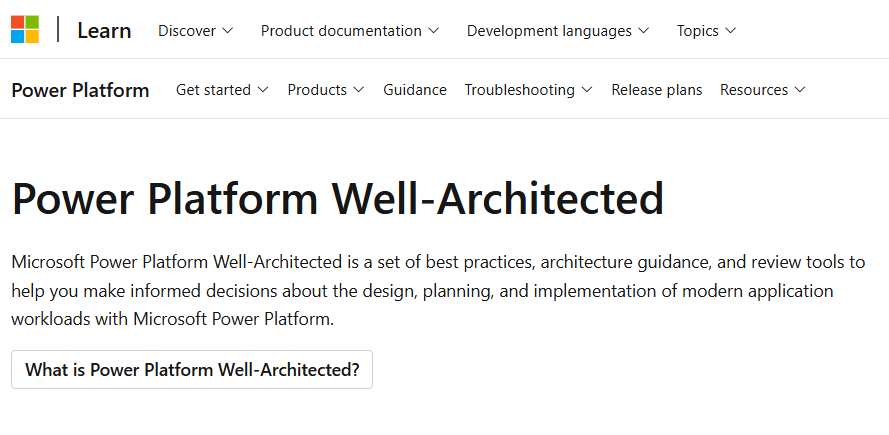 Learn Discover Product documentation Development languages Topics
Power Platform Get started Products Guidance Troubleshooting Release plans Resources
Power Platform Well-Architected
Microsoft Power Platform Well-Architected is a set of best practices, architecture guidance, and review tools to
help you make informed decisions about the design, planning, and implementation of modern application
workloads with Microsoft Power Platform.
What is Power Platform Well-Architected?